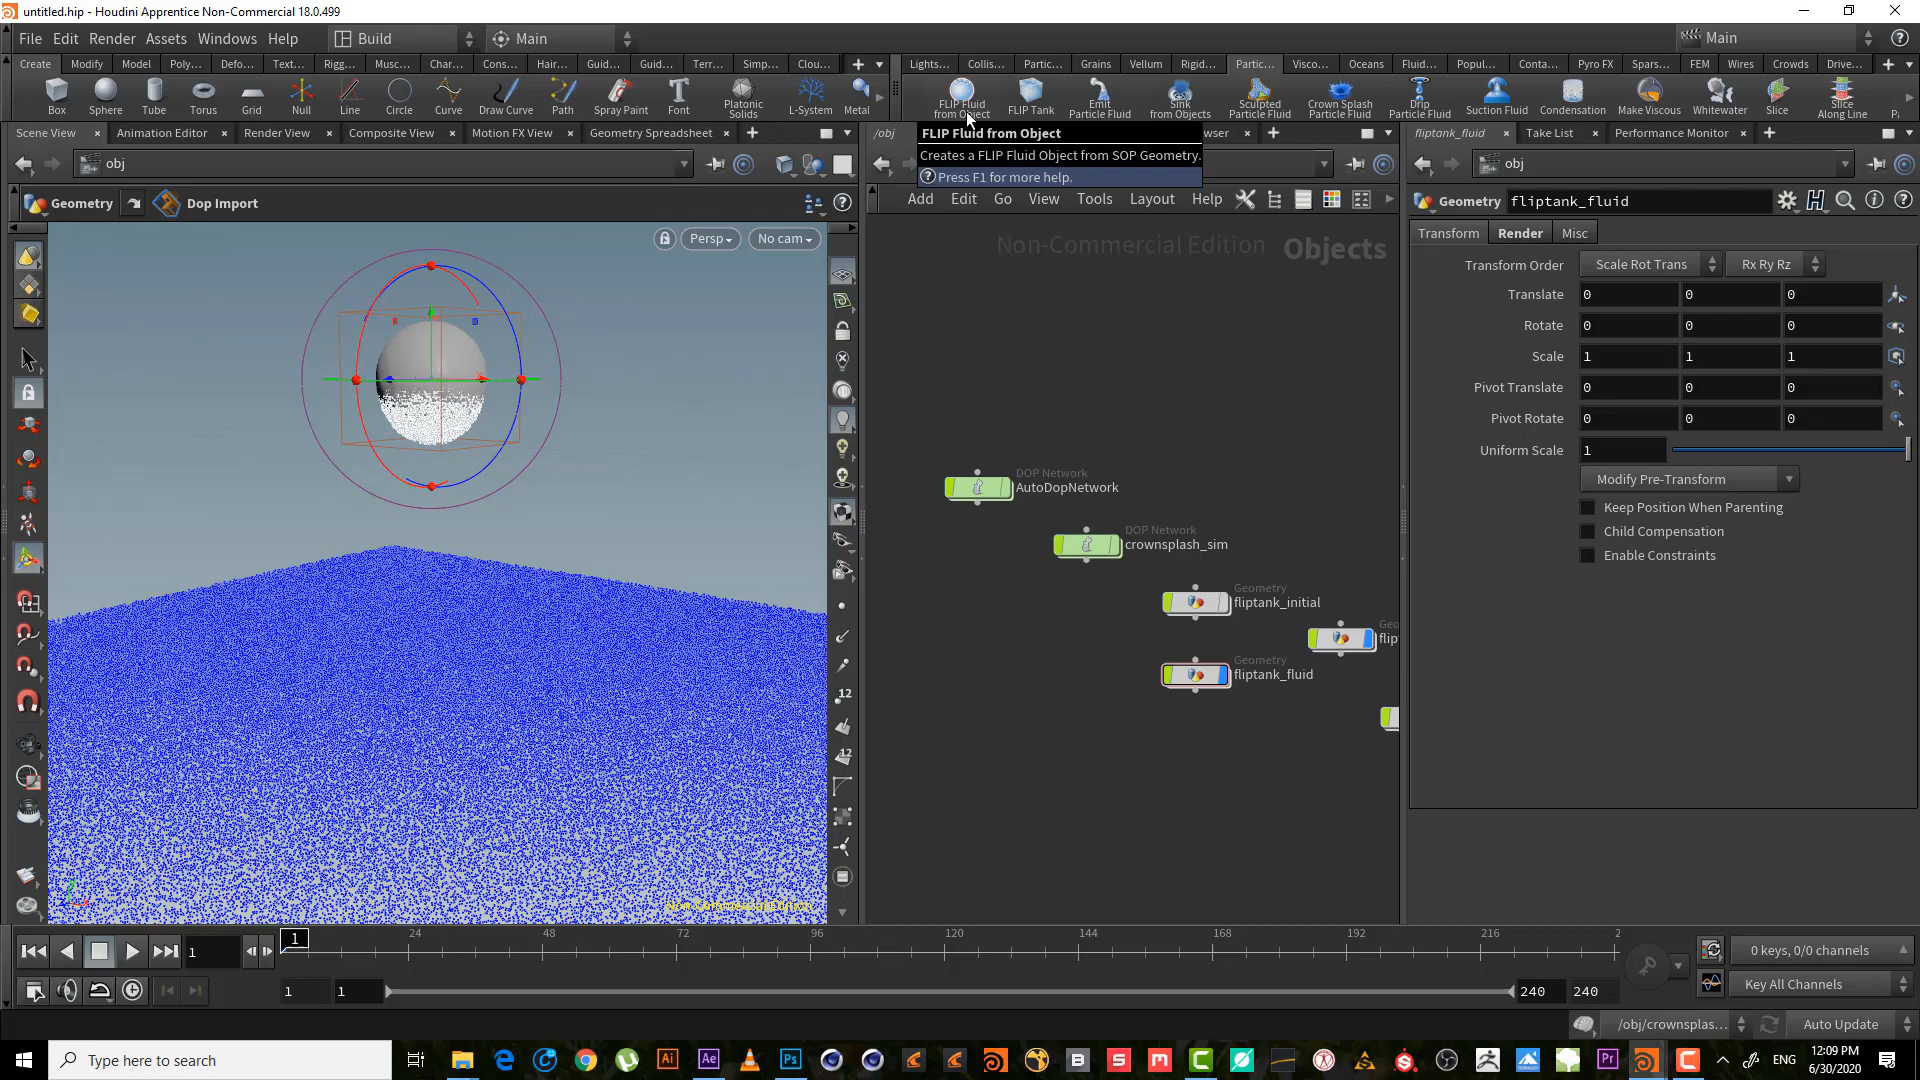 untitled.hip - Houdini Apprentice Non-Commercial 18.0.499
File Edit Render Assets Windows Help Build Main Main
Create Modify Model Poly... Defo... Text... Rigg... Musc... Char... Cons... Hair... Guid... Guid... Terr... Simp... Clou...
Lights... Collis... Partic... Grains Vellum Rigid... Partic... Visco... Oceans Fluid... Popul... Conta... Pyro FX Spars... FEM Wires Crowds Drive...
Box Sphere Tube Torus Grid Null Line Circle Curve Draw Curve Path Spray Paint Font Platonic Solids L-System Metal
FLIP Fluid from Object FLIP Tank Emit Particle Fluid Sink from Objects Sculpted Particle Fluid Crown Splash Particle Fluid Drip Particle Fluid Suction Fluid Condensation Make Viscous Whitewater Slice Slice Along Line
Scene View Animation Editor Render View Composite View Motion FX View Geometry Spreadsheet
/obj wser
fliptank_fluid Take List Performance Monitor
FLIP Fluid from Object
Creates a FLIP Fluid Object from SOP Geometry.
Press F1 for more help.
obj
obj
Add Edit Go View Tools Layout Help
Geometry Dop Import
Geometry fliptank_fluid
Persp No cam
Non-Commercial Edition Objects
Transform Render Misc
Transform Order Scale Rot Trans Rx Ry Rz
Translate 0 0 0
Rotate 0 0 0
Scale 1 1 1
Pivot Translate 0 0 0
Pivot Rotate 0 0 0
Uniform Scale 1
Modify Pre-Transform
Keep Position When Parenting
Child Compensation
Enable Constraints
DOP Network
AutoDopNetwork
DOP Network
crownsplash_sim
Geometry
fliptank_initial
Geo
flip
Geometry
fliptank_fluid
12
12
Non-Commercial Edition
1 1 24 48 72 96 120 144 168 192 216 2
0 keys, 0/0 channels
1 1 240 240
Key All Channels
/obj/crownsplas... Auto Update
Type here to search
ENG
12:09 PM
6/30/2020